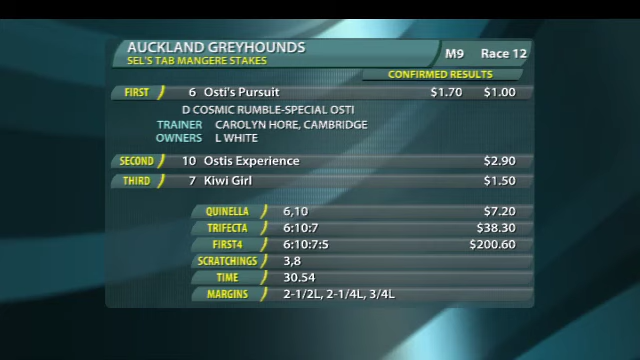 AUCKLAND GREYHOUNDS
SEL'S TAB MANGERE STAKES
M9 Race 12
CONFIRMED RESULTS
FIRST 6 Osti's Pursuit $1.70 $1.00
D COSMIC RUMBLE-SPECIAL OSTI
TRAINER CAROLYN HORE, CAMBRIDGE
OWNERS L WHITE
SECOND 10 Ostis Experience $2.90
THIRD 7 Kiwi Girl $1.50
QUINELLA 6,10 $7.20
TRIFECTA 6:10:7 $38.30
FIRST4 6:10:7:5 $200.60
SCRATCHINGS 3,8
TIME 30.54
MARGINS 2-1/2L, 2-1/4L, 3/4L